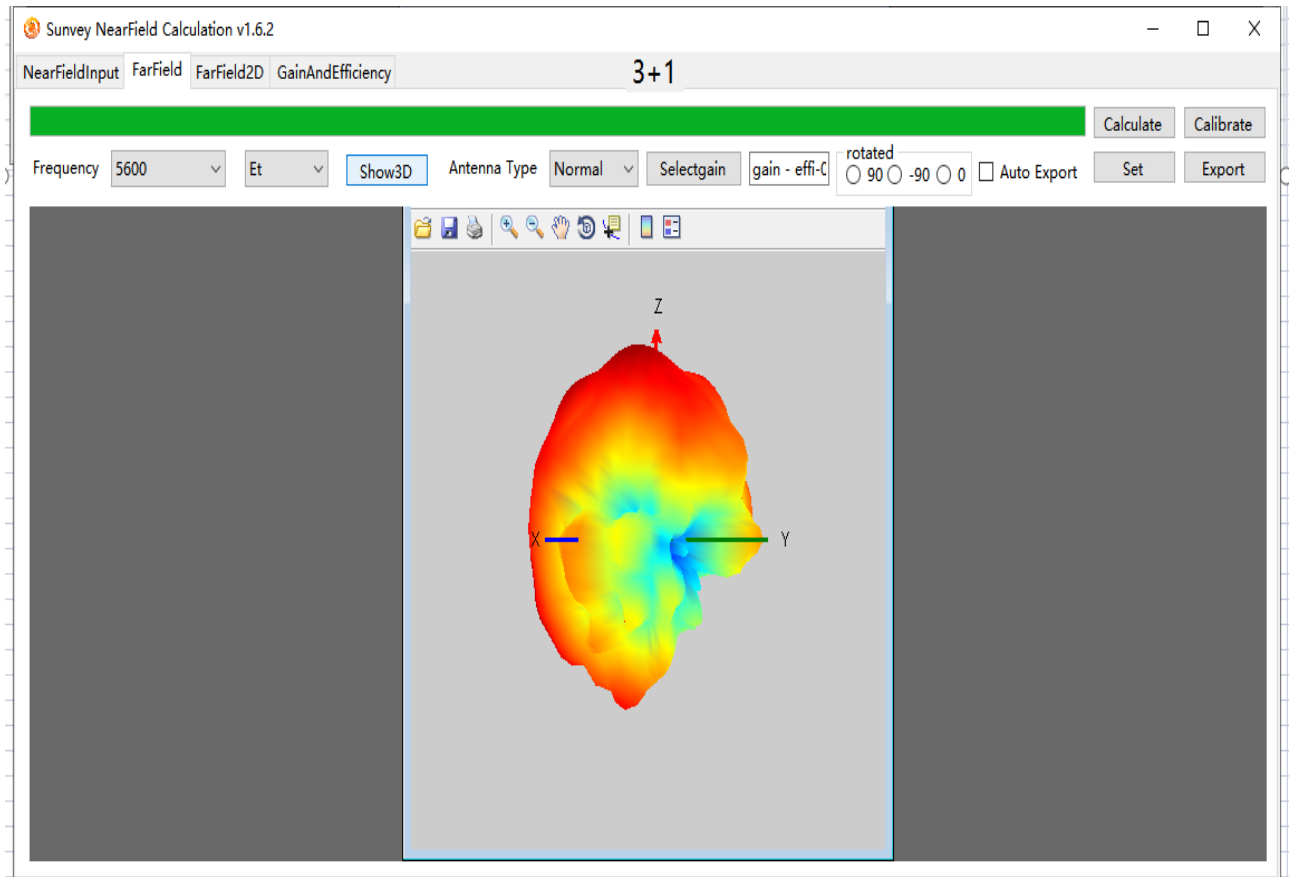 Sunvey NearField Calculation v1.6.2
NearFieldInput FarField FarField2D GainAndEfficiency 3+1
Calculate Calibrate
Frequency 5600 Et Show3D Antenna Type Normal Selectgain gain - effi-C rotated 90 -90 0 Auto Export Set Export
Z
X Y